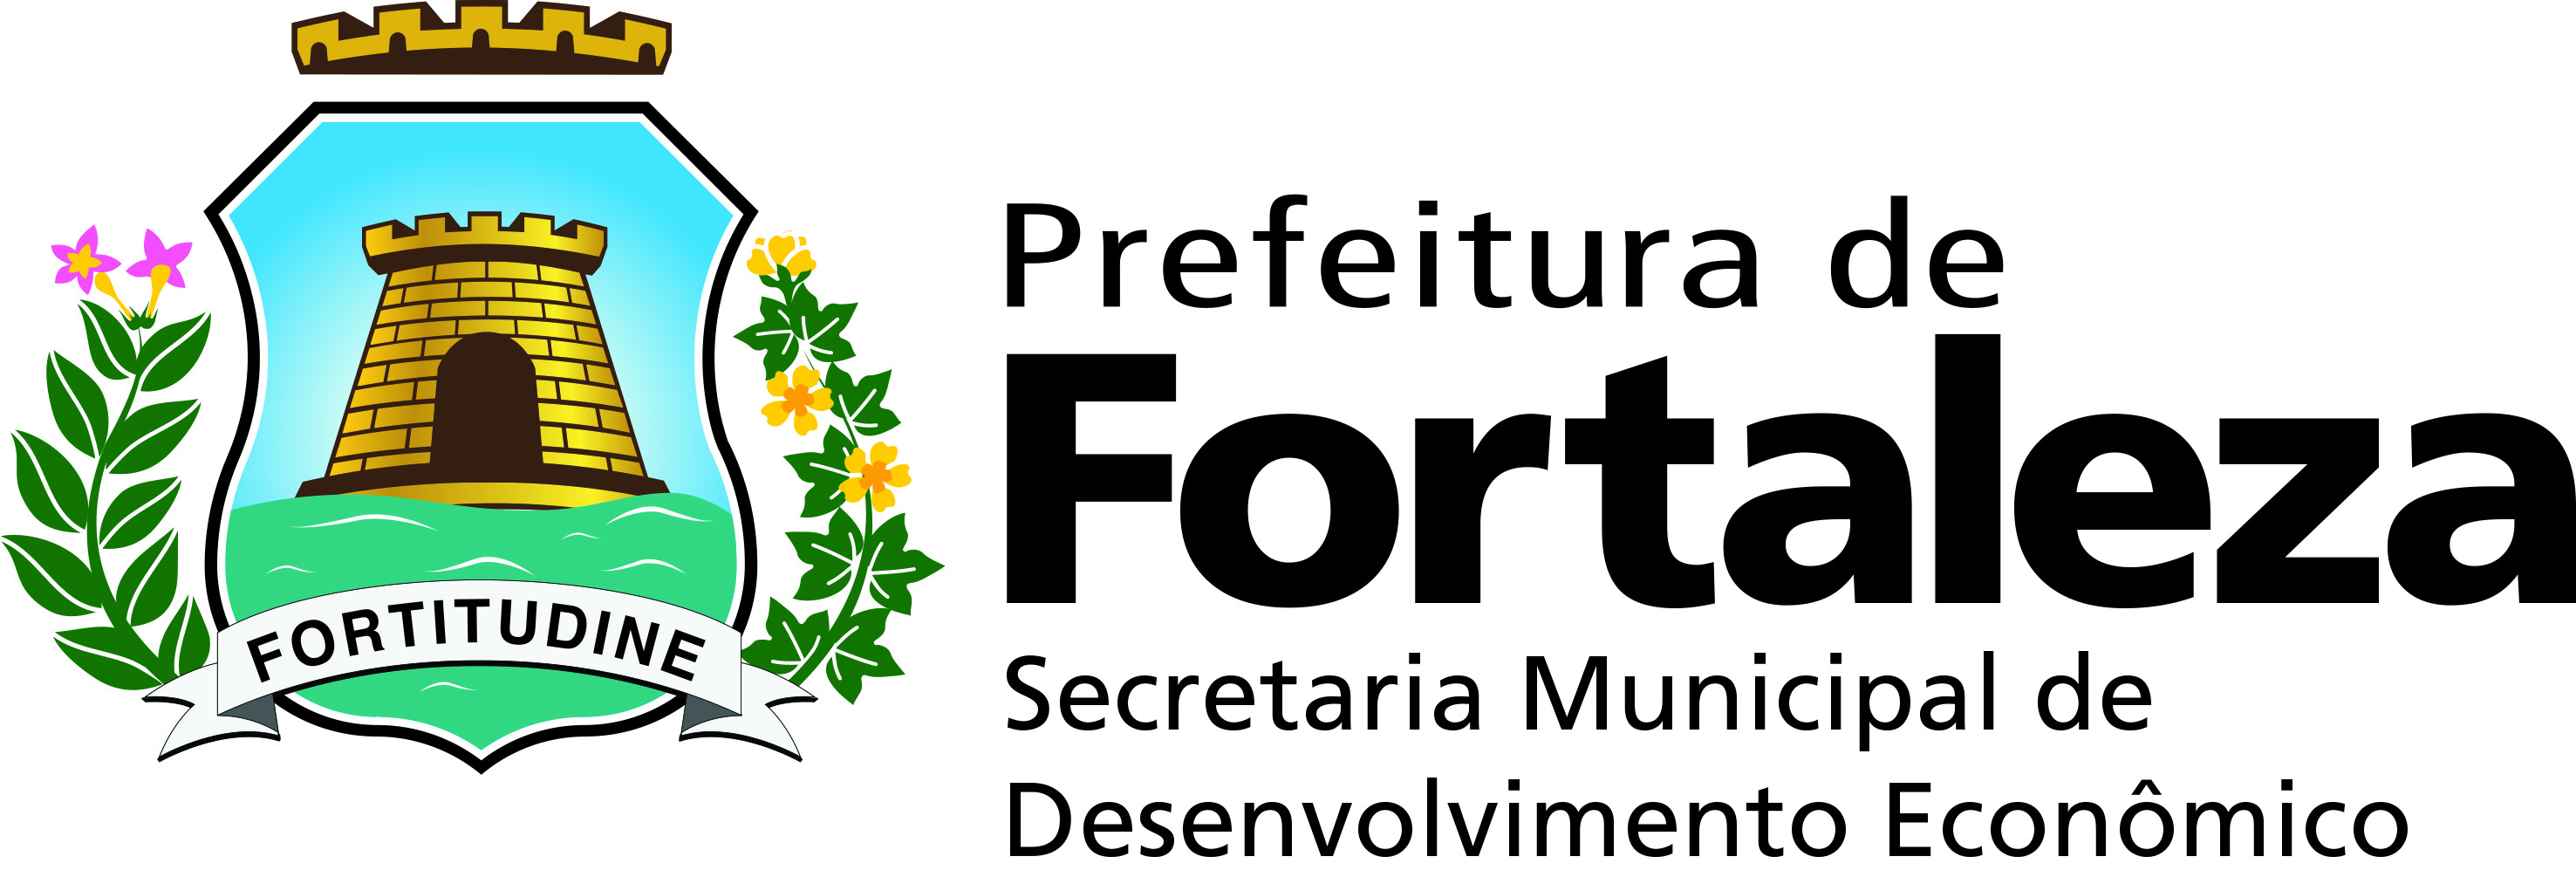 FORTITUDINE
Prefeitura de
Fortaleza
Secretaria Municipal de
Desenvolvimento Econômico